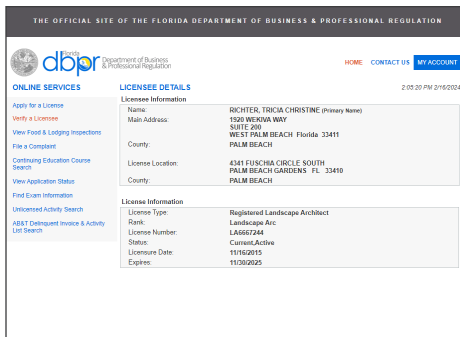 THE OFFICIAL SITE OF THE FLORIDA DEPARTMENT OF BUSINESS & PROFESSIONAL REGULATION
Florida
dbpr Department of Business
& Professional Regulation
HOME CONTACT US MY ACCOUNT
ONLINE SERVICES
Apply for a License
Verify a Licensee
View Food & Lodging Inspections
File a Complaint
Continuing Education Course
Search
View Application Status
Find Exam Information
Unlicensed Activity Search
AB&T Delinquent Invoice & Activity
List Search
LICENSEE DETAILS 2:05:20 PM 2/16/2024
Licensee Information
Name: RICHTER, TRICIA CHRISTINE (Primary Name)
Main Address: 1920 WEKIVA WAY
SUITE 200
WEST PALM BEACH Florida 33411
County: PALM BEACH
License Location: 4341 FUSCHIA CIRCLE SOUTH
PALM BEACH GARDENS FL 33410
County: PALM BEACH
License Information
License Type: Registered Landscape Architect
Rank: Landscape Arc
License Number: LA6667244
Status: Current,Active
Licensure Date: 11/16/2015
Expires: 11/30/2025